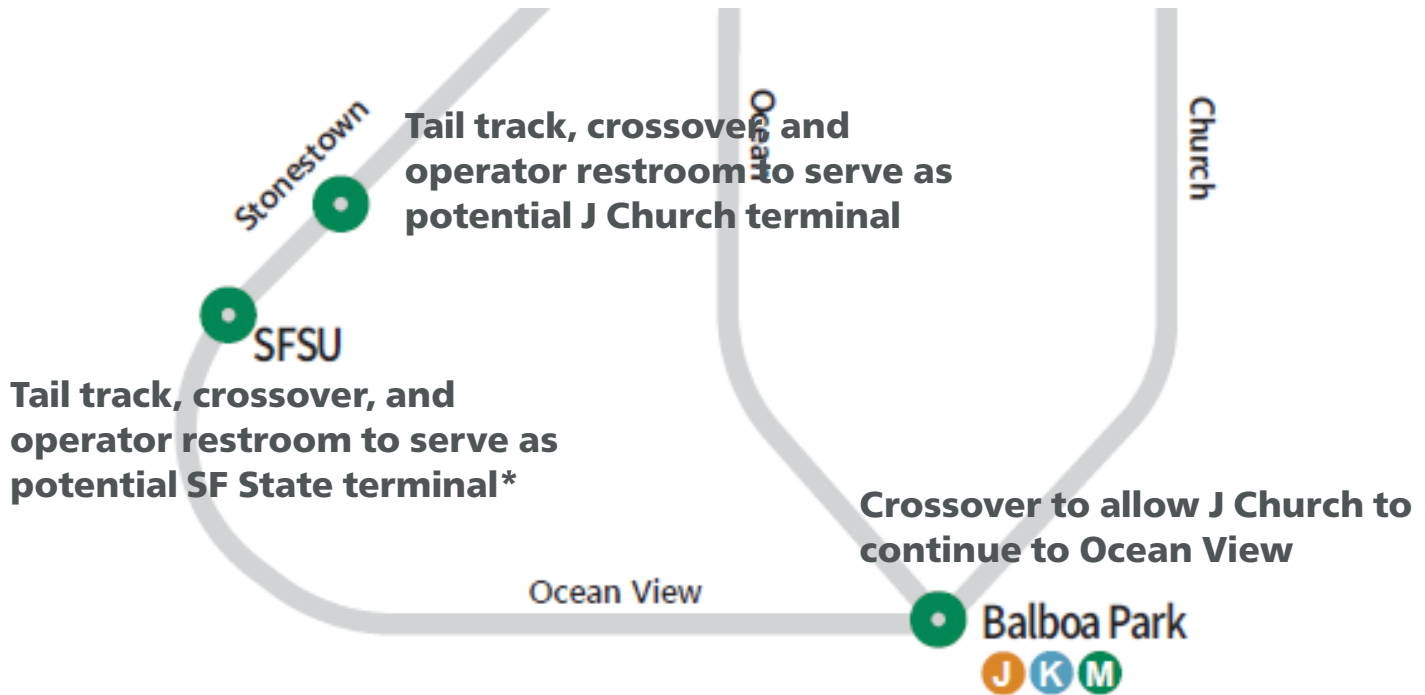 Stonestown
Tail track, crossover, and
operator restroom to serve as
potential J Church terminal
Ocean
Church
SFSU
Tail track, crossover, and
operator restroom to serve as
potential SF State terminal*
Crossover to allow J Church to
continue to Ocean View
Ocean View
Balboa Park
J K M